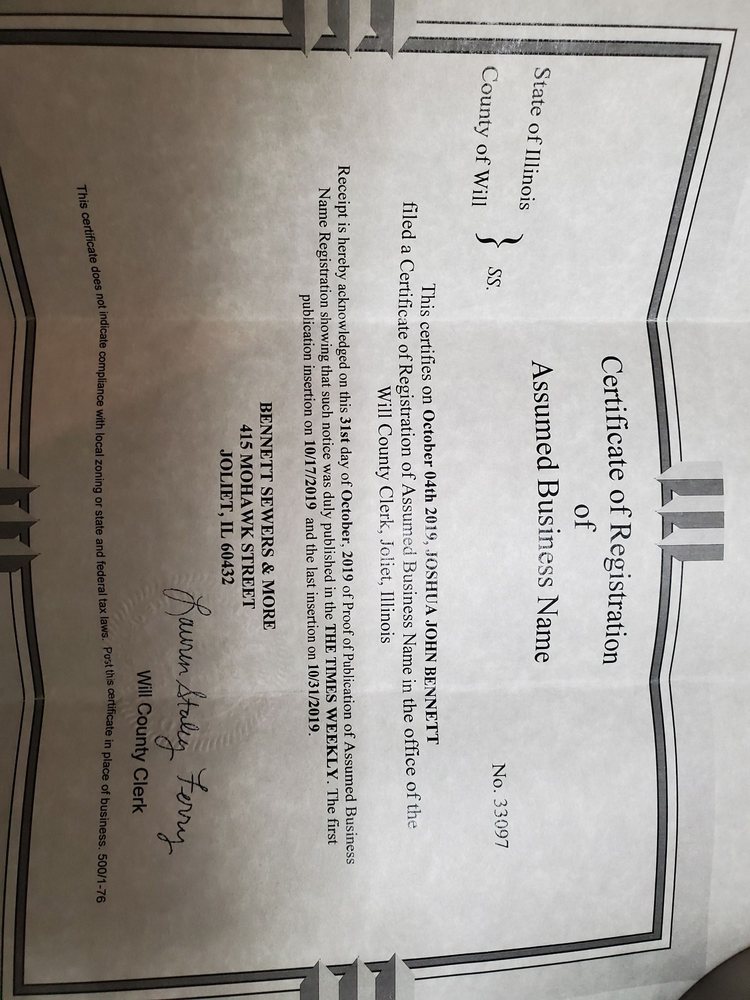 Certificate of Registration
of
Assumed Business Name
State of Illinois
County of Will
} SS.
No. 33097
This certifies on October 04th 2019, JOSHUA JOHN BENNETT
filed a Certificate of Registration of Assumed Business Name in the office of the
Will County Clerk, Joliet, Illinois
Receipt is hereby acknowledged on this 31st day of October, 2019 of Proof of Publication of Assumed Business
Name Registration showing that such notice was duly published in the THE TIMES WEEKLY. The first
publication insertion on 10/17/2019 and the last insertion on 10/31/2019.
BENNETT SEWERS & MORE
415 MOHAWK STREET
JOLIET, IL 60432
Lauren Staley Ferry
Will County Clerk
This certificate does not indicate compliance with local zoning or state and federal tax laws. Post this certificate in place of business. 500/1-76